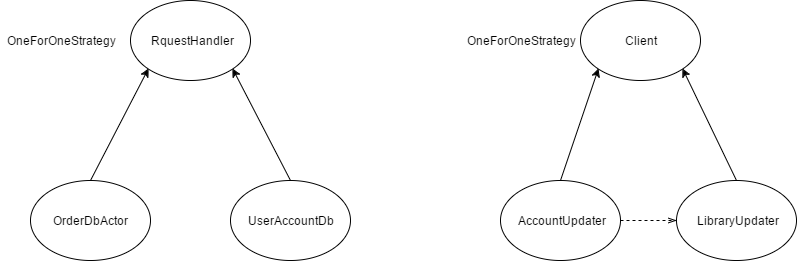 OneForOneStrategy
RquestHandler
OneForOneStrategy
Client
OrderDbActor
UserAccountDb
AccountUpdater
LibraryUpdater